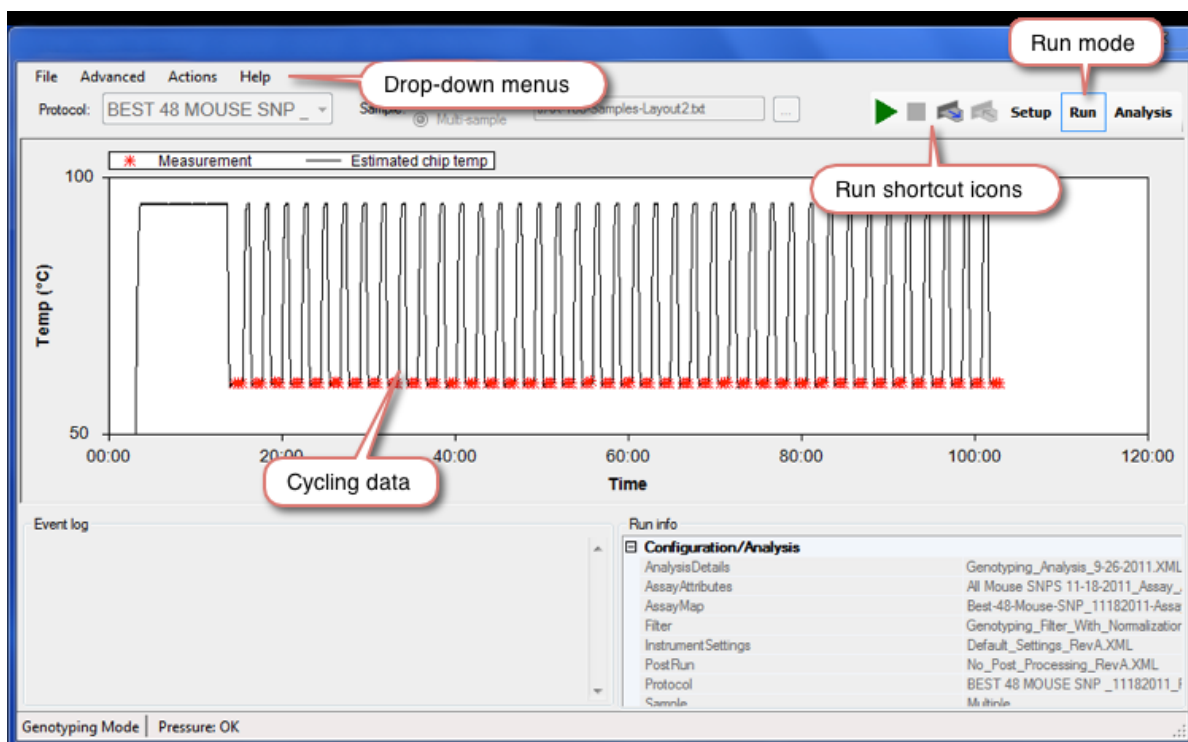 Run mode
File Advanced Actions Help
Drop-down menus
Protocol: BEST 48 MOUSE SNP _
Sample: Multi-sample
Samples-Layout2.txt ...
Setup Run Analysis
Run shortcut icons
Measurement Estimated chip temp
100
Temp (°C)
50
00:00 20:00 40:00 60:00 80:00 100:00 120:00
Cycling data
Time
Event log
Run info
Configuration/Analysis
AnalysisDetails Genotyping_Analysis_9-26-2011.XML
AssayAttributes All Mouse SNPS 11-18-2011_Assay_
AssayMap Best-48-Mouse-SNP_11182011-Assa
Filter Genotyping_Filter_With_Normalization
InstrumentSettings Default_Settings_RevA.XML
PostRun No_Post_Processing_RevA.XML
Protocol BEST 48 MOUSE SNP _11182011_
Sample Multiple
Genotyping Mode Pressure: OK